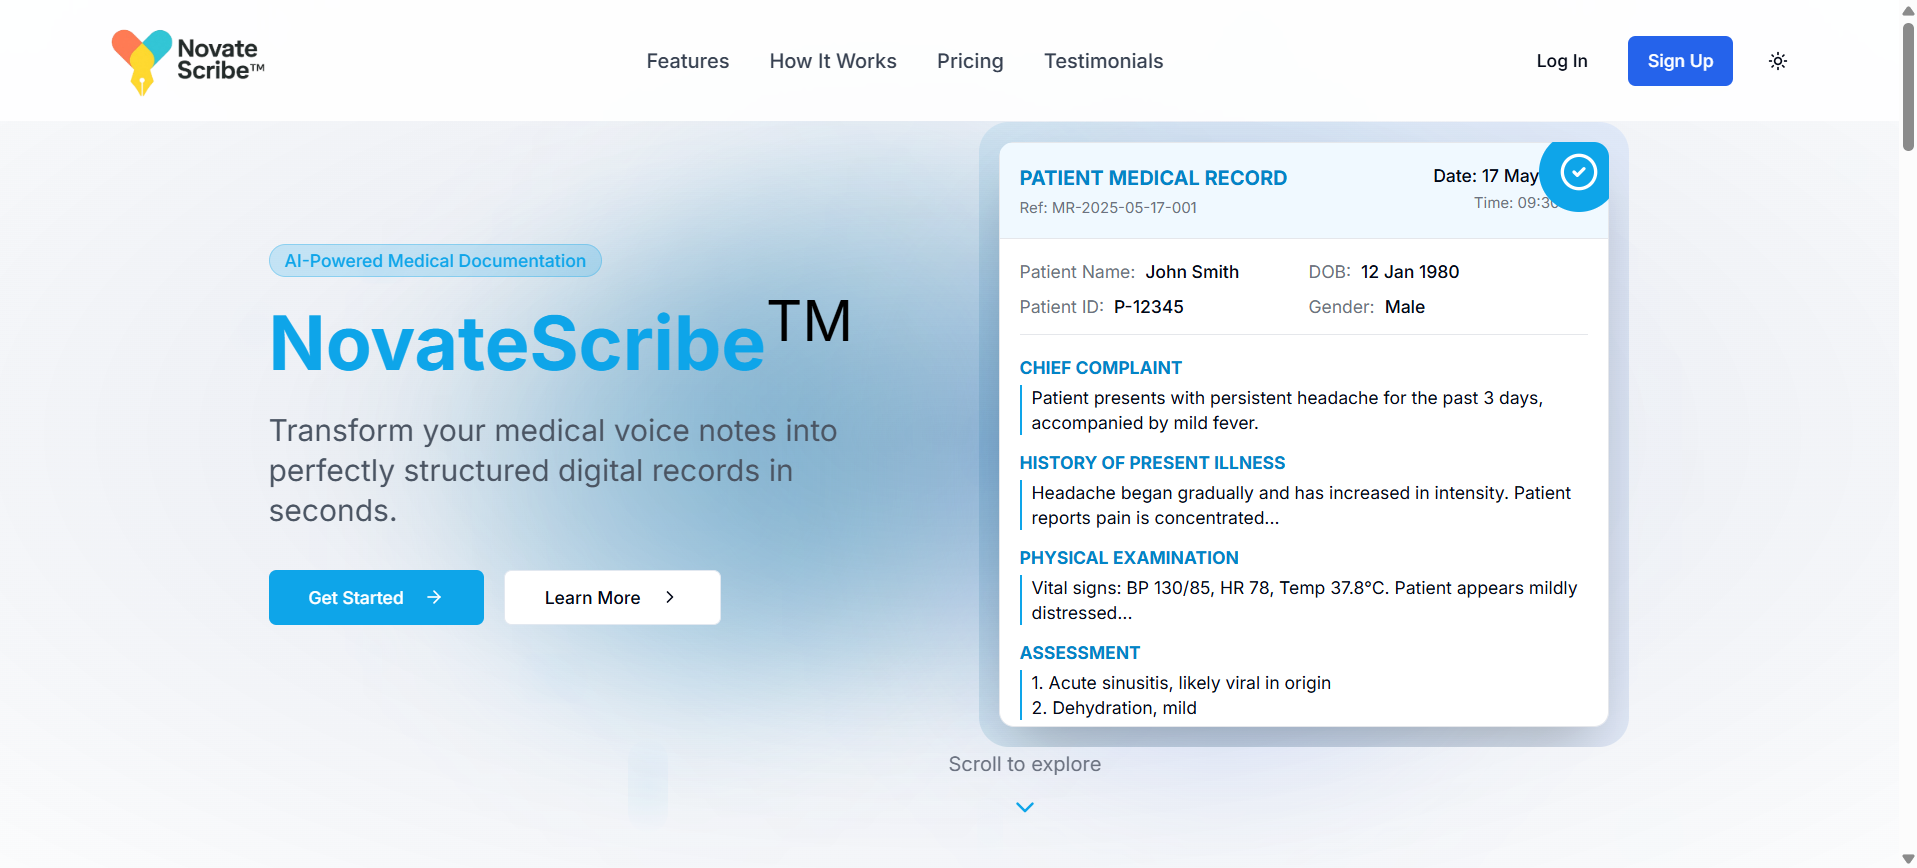 Novate
Scribe™
Features
How It Works
Pricing
Testimonials
Log In
Sign Up
AI-Powered Medical Documentation
NovateScribe™
Transform your medical voice notes into
perfectly structured digital records in
seconds.
Get Started
Learn More
PATIENT MEDICAL RECORD
Date: 17 May
Ref: MR-2025-05-17-001
Time:
Patient Name: John Smith
DOB: 12 Jan 1980
Patient ID: P-12345
Gender: Male
CHIEF COMPLAINT
Patient presents with persistent headache for the past 3 days,
accompanied by mild fever.
HISTORY OF PRESENT ILLNESS
Headache began gradually and has increased in intensity. Patient
reports pain is concentrated...
PHYSICAL EXAMINATION
Vital signs: BP 130/85, HR 78, Temp 37.8°C. Patient appears mildly
distressed...
ASSESSMENT
1. Acute sinusitis, likely viral in origin
2. Dehydration, mild
Scroll to explore